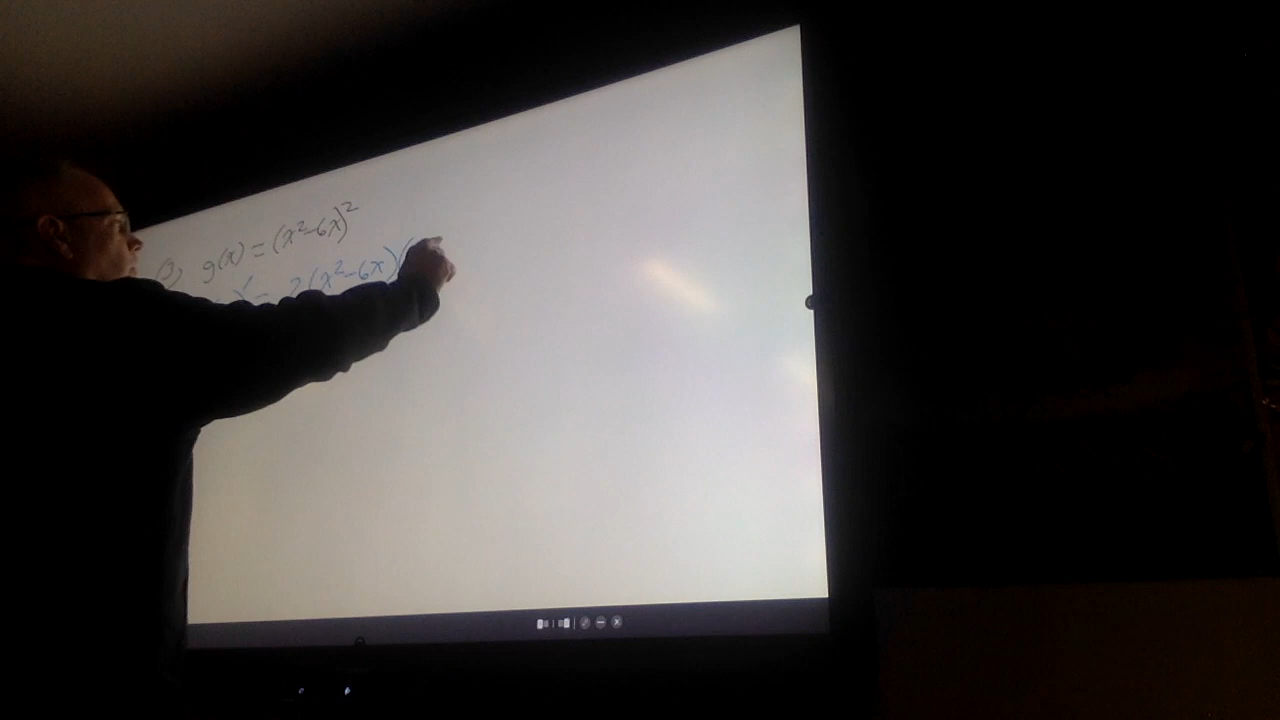 g(x) = (x²-6x)²
)' = 2(x²-6x)(